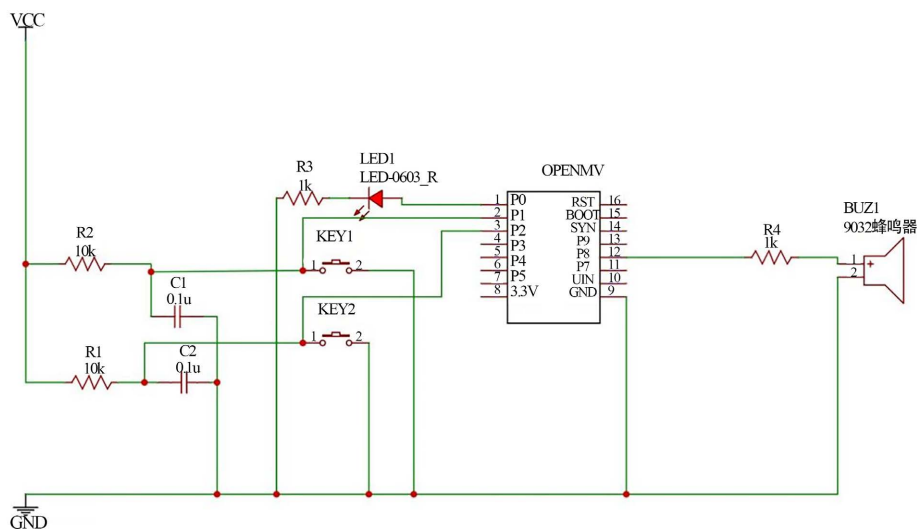 VCC
LED1
LED-0603_R
R3
1k
OPENMV
1 P0
2 P1
3 P2
4 P3
5 P4
6 P5
7
8 3.3V
RST 16
BOOT 15
SYN 14
P9 13
P8 12
P7 11
UIN 10
GND 9
BUZ1
9032蜂鸣器
1
2
R4
1k
R2
10k
KEY1
1 2
C1
0.1u
KEY2
1 2
R1
10k
C2
0.1u
GND